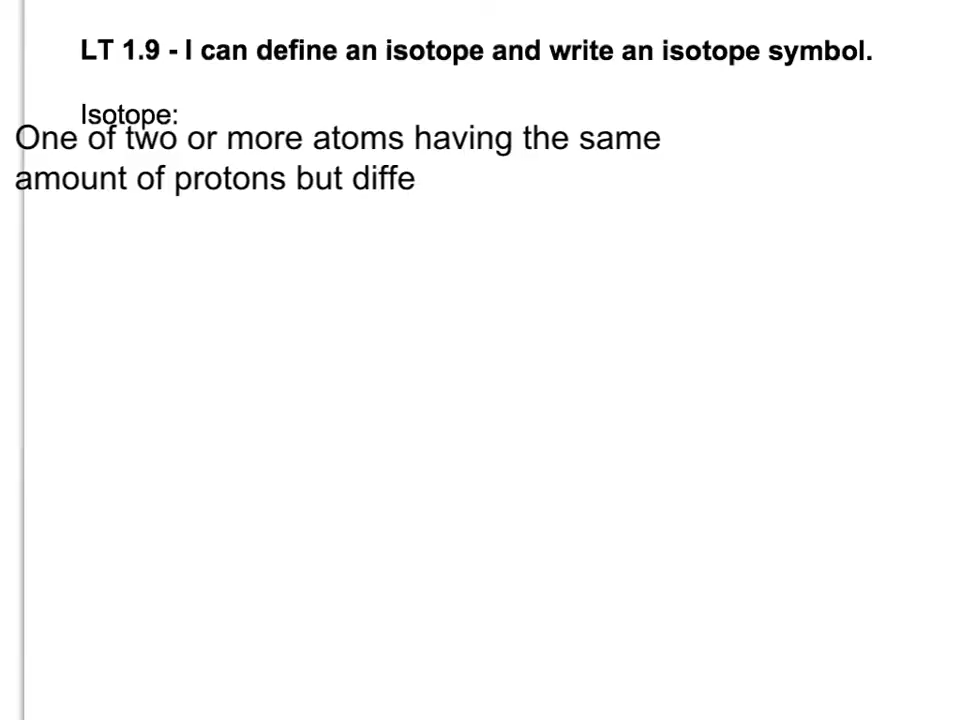 LT 1.9 - I can define an isotope and write an isotope symbol.
Isotope:
One of two or more atoms having the same
amount of protons but diffe